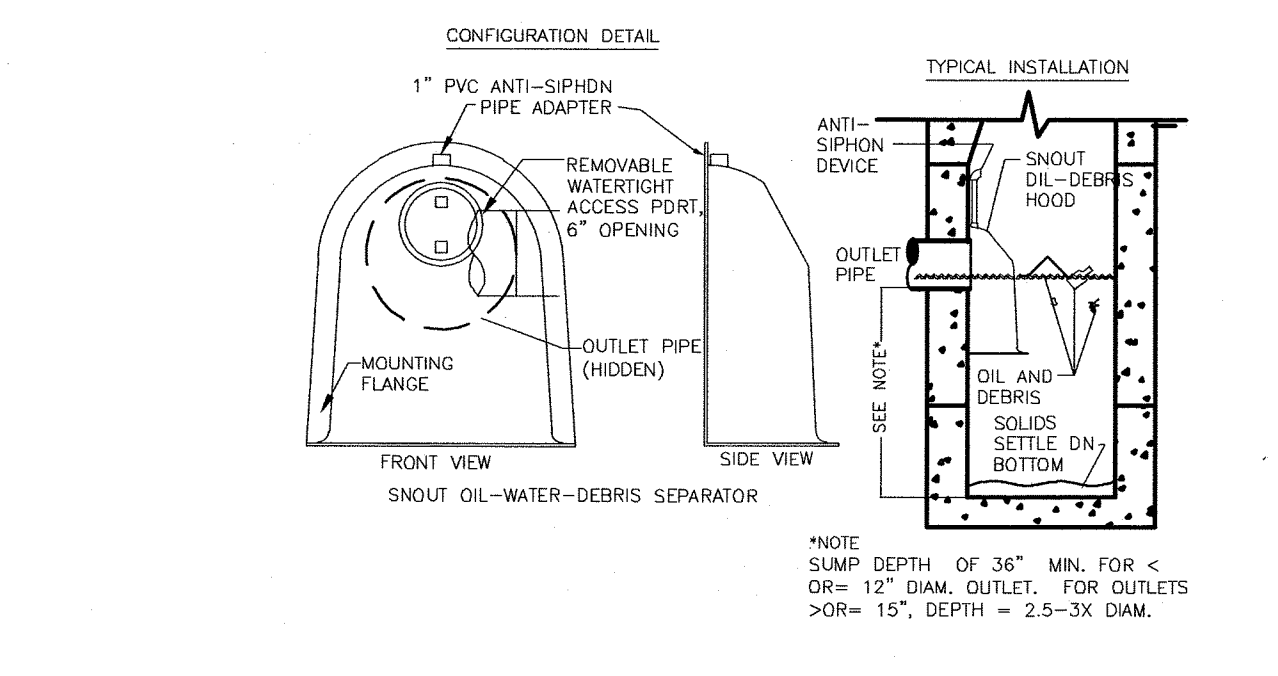 CONFIGURATION DETAIL
1" PVC ANTI-SIPHDN
PIPE ADAPTER
REMOVABLE
WATERTIGHT
ACCESS PDRT,
6" OPENING
OUTLET PIPE
(HIDDEN)
MOUNTING
FLANGE
FRONT VIEW
SIDE VIEW
SNOUT OIL-WATER-DEBRIS SEPARATOR
TYPICAL INSTALLATION
ANTI-
SIPHON
DEVICE
SNOUT
DIL-DEBRIS
HOOD
OUTLET
PIPE
SEE NOTE*
OIL AND
DEBRIS
SOLIDS
SETTLE DN
BOTTOM
*NOTE
SUMP DEPTH OF 36" MIN. FOR <
OR= 12" DIAM. OUTLET. FOR OUTLETS
>OR= 15", DEPTH = 2.5-3X DIAM.